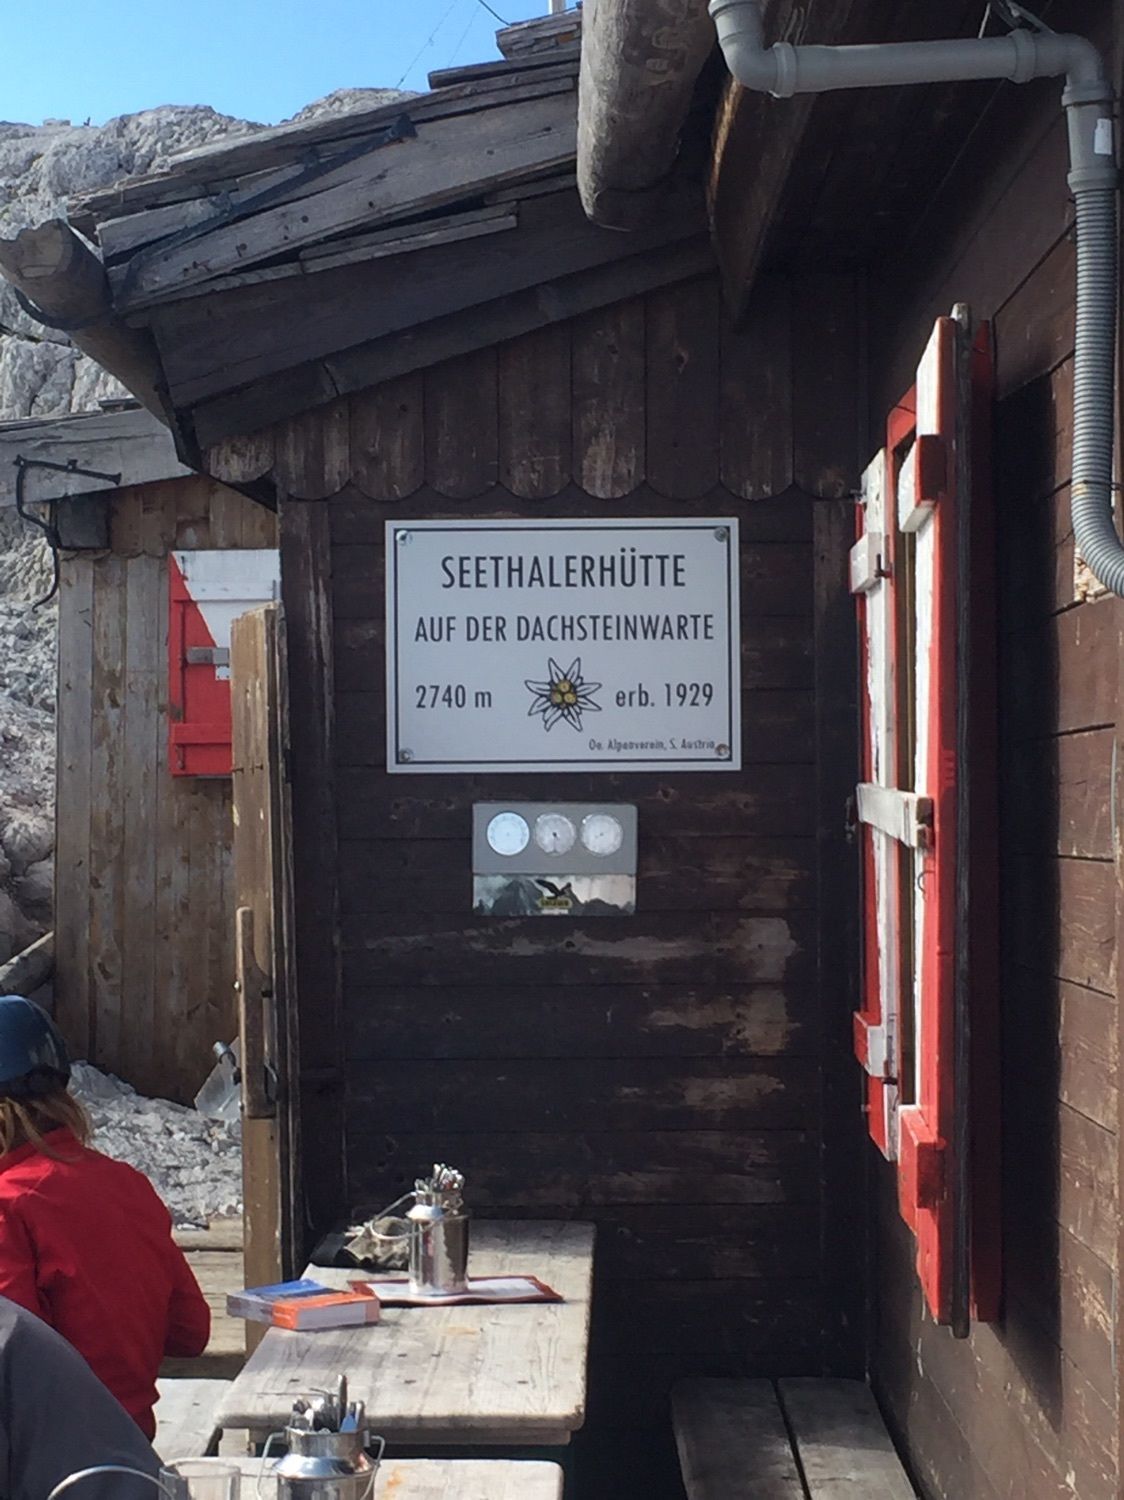 SEETHALERHÜTTE
AUF DER DACHSTEINWARTE
2740 m erb. 1929
Oe. Alpenverein, S. Austria